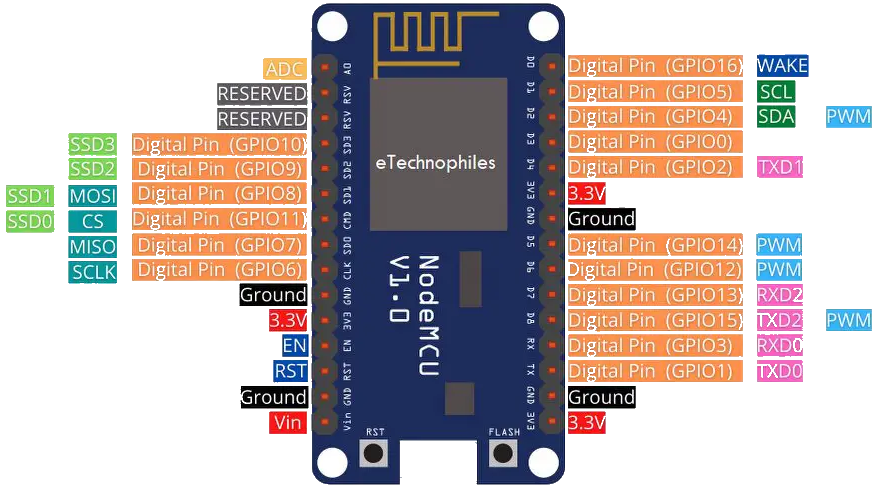 ADC A0 D0 Digital Pin (GPIO16) WAKE
RESERVED RSV D1 Digital Pin (GPIO5) SCL
RESERVED RSV D2 Digital Pin (GPIO4) SDA PWM
SSD3 Digital Pin (GPIO10) SD3 D3 Digital Pin (GPIO0)
SSD2 Digital Pin (GPIO9) SD2 eTechnophiles D4 Digital Pin (GPIO2) TXD1
SSD1 MOSI Digital Pin (GPIO8) SD1 3V3 3.3V
SSD0 CS Digital Pin (GPIO11) CMD GND Ground
MISO Digital Pin (GPIO7) SD0 D5 Digital Pin (GPIO14) PWM
SCLK Digital Pin (GPIO6) CLK D6 Digital Pin (GPIO12) PWM
Ground GND D7 Digital Pin (GPIO13) RXD2
3.3V 3V3 D8 Digital Pin (GPIO15) TXD2 PWM
EN EN RX Digital Pin (GPIO3) RXD0
RST RST TX Digital Pin (GPIO1) TXD0
Ground GND GND Ground
Vin Vin 3V3 3.3V
NodeMCU
V1.0
RST FLASH